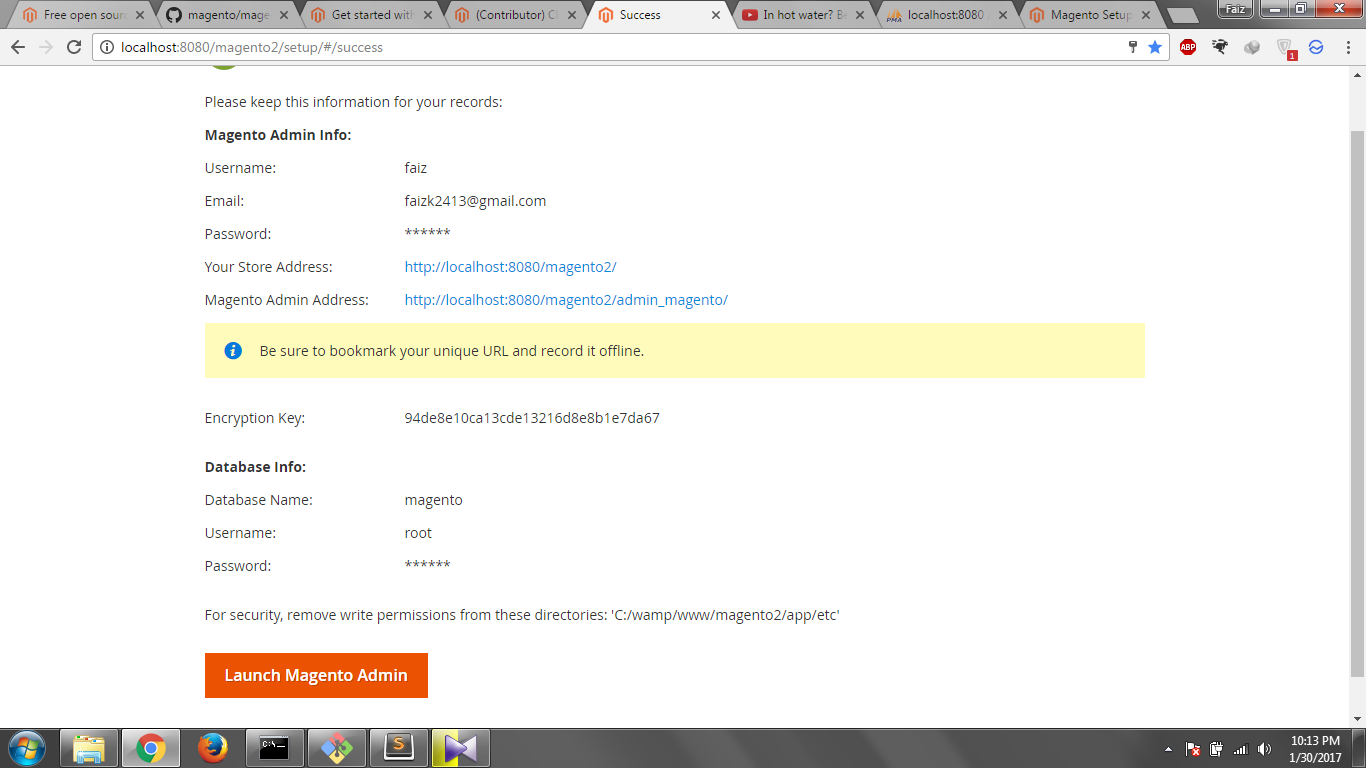 Free open sour
magento/mage
Get started with
(Contributor) Cl
Success
In hot water? Be
localhost:8080 /
Magento Setup
Faiz
localhost:8080/magento2/setup/#/success
ABP
1
Please keep this information for your records:
Magento Admin Info:
Username: faiz
Email: faizk2413@gmail.com
Password: ******
Your Store Address: http://localhost:8080/magento2/
Magento Admin Address: http://localhost:8080/magento2/admin_magento/
Be sure to bookmark your unique URL and record it offline.
Encryption Key: 94de8e10ca13cde13216d8e8b1e7da67
Database Info:
Database Name: magento
Username: root
Password: ******
For security, remove write permissions from these directories: 'C:/wamp/www/magento2/app/etc'
Launch Magento Admin
10:13 PM
1/30/2017